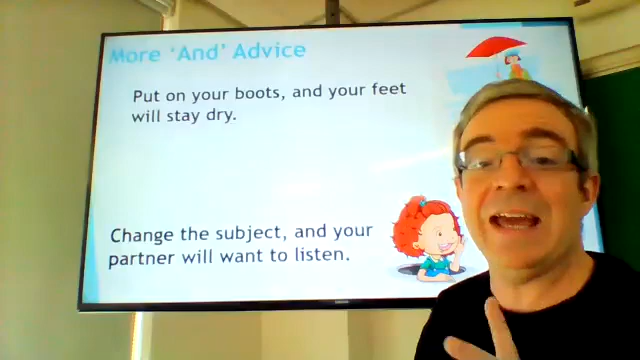 More ‘And’ Advice
Put on your boots, and your feet
will stay dry.
Change the subject, and your
partner will want to listen.